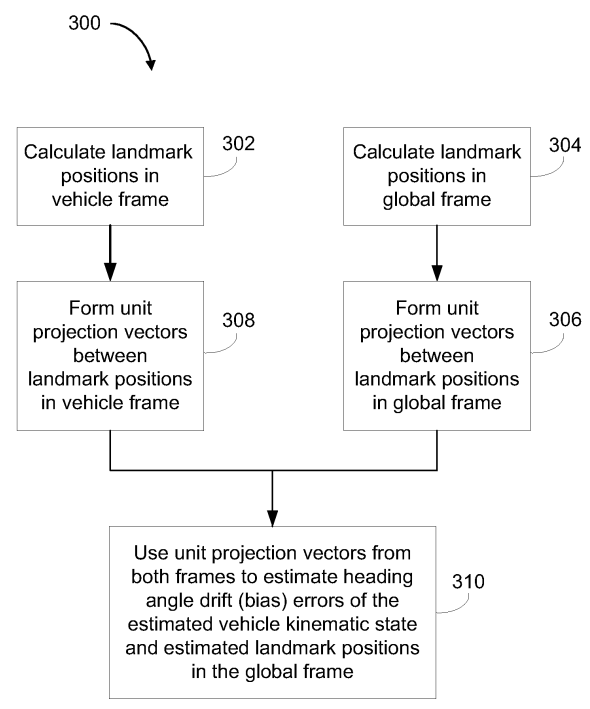 300
Calculate landmark
positions in
vehicle frame
302
Calculate landmark
positions in
global frame
304
Form unit
projection vectors
between
landmark positions
in vehicle frame
308
Form unit
projection vectors
between
landmark positions
in global frame
306
Use unit projection vectors from
both frames to estimate heading
angle drift (bias) errors of the
estimated vehicle kinematic state
and estimated landmark positions
in the global frame
310